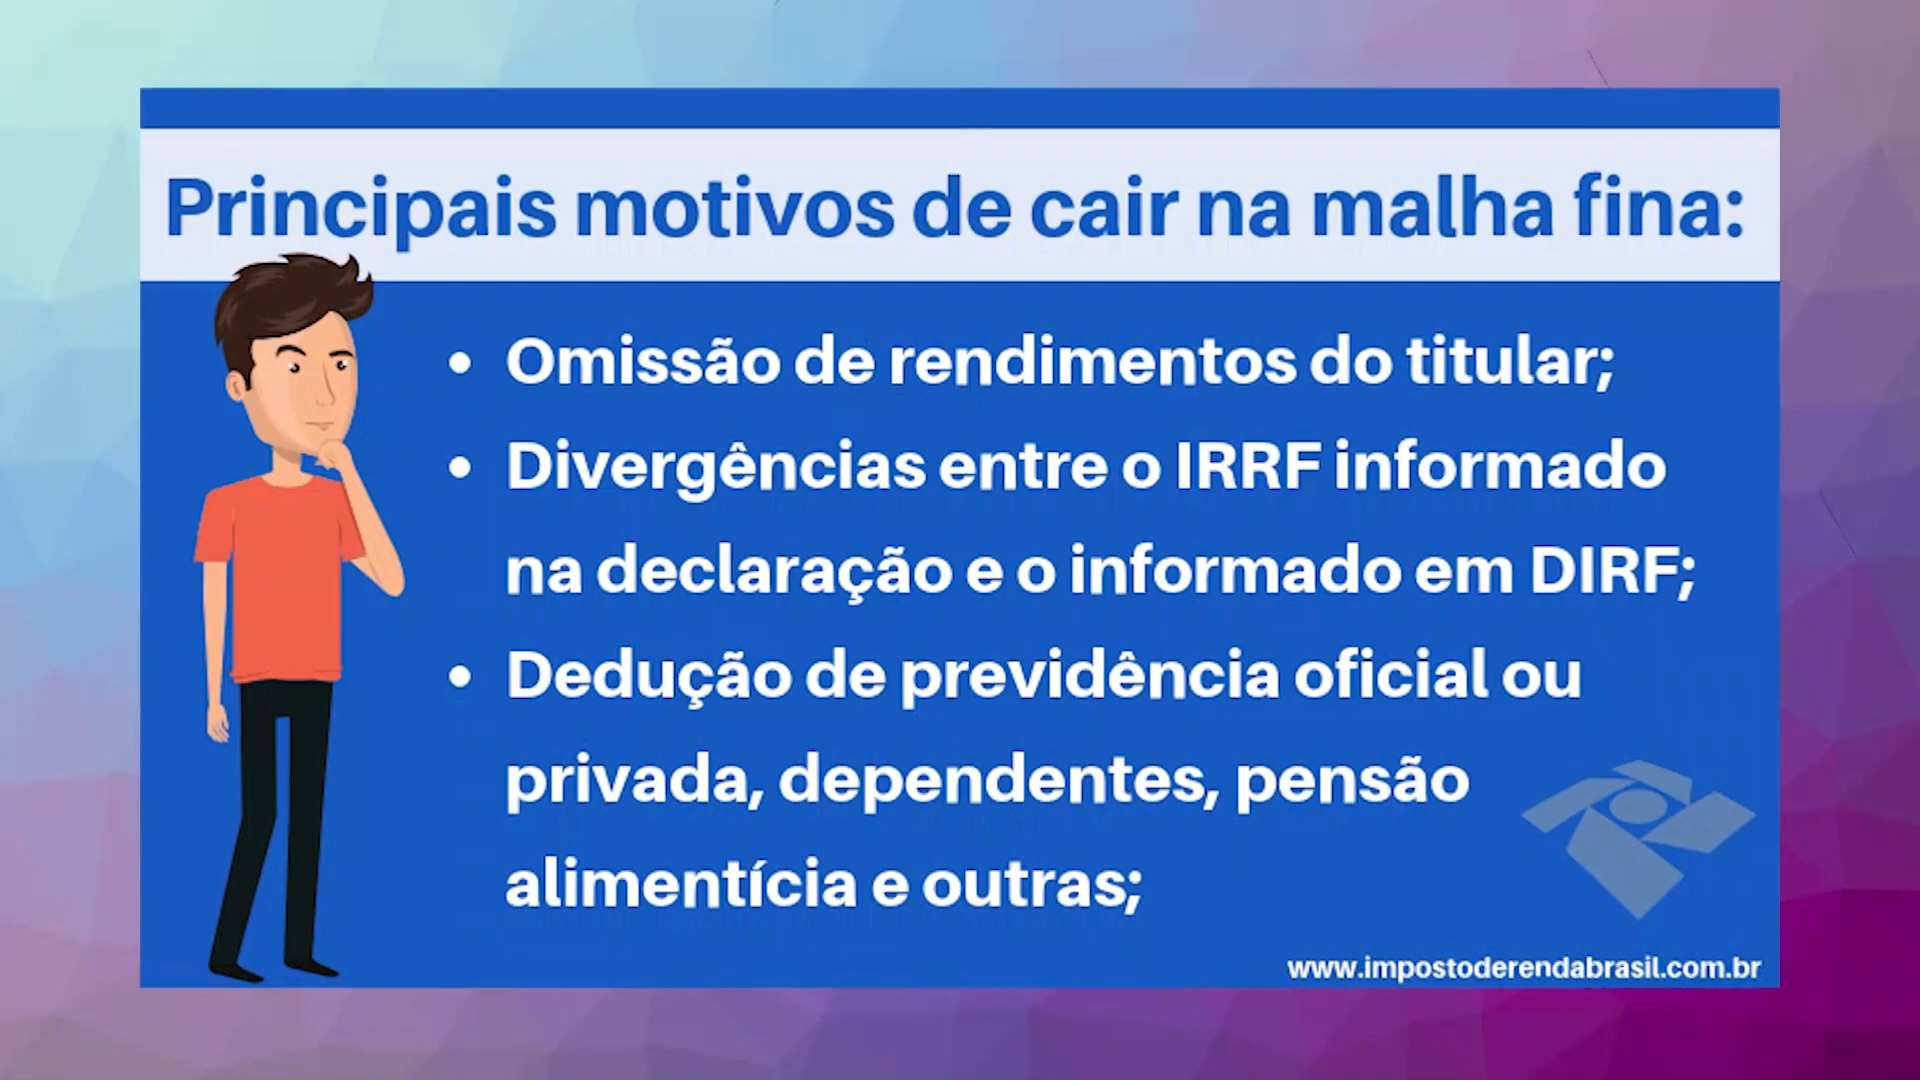 Principais motivos de cair na malha fina:
• Omissão de rendimentos do titular;
• Divergências entre o IRRF informado
na declaração e o informado em DIRF;
• Dedução de previdência oficial ou
privada, dependentes, pensão
alimentícia e outras;
www.impostoderendabrasil.com.br